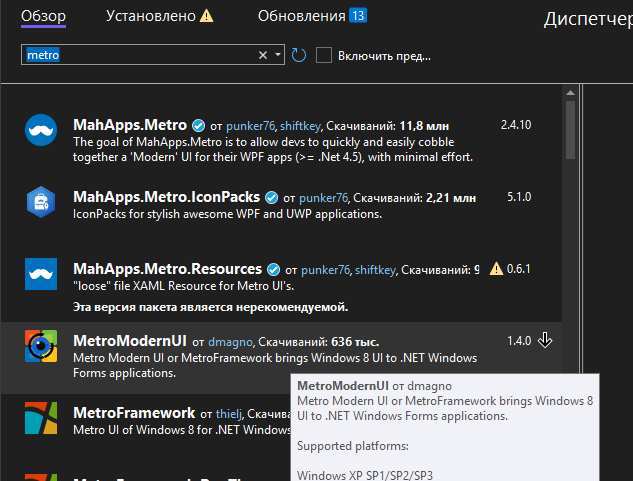 Обзор Установлено Обновления 13 Диспетчер
metro Включить пред...
MahApps.Metro от punker76, shiftkey, Скачиваний: 11,8 млн 2.4.10
The goal of MahApps.Metro is to allow devs to quickly and easily cobble
together a 'Modern' UI for their WPF apps (>= .Net 4.5), with minimal effort.
MahApps.Metro.IconPacks от punker76, Скачиваний: 2,21 млн 5.1.0
IconPacks for stylish awesome WPF and UWP applications.
MahApps.Metro.Resources от punker76, shiftkey, Скачиваний: 9 0.6.1
"loose" file XAML Resource for Metro UI's.
Эта версия пакета является нерекомендуемой.
MetroModernUI от dmagno, Скачиваний: 636 тыс. 1.4.0
Metro Modern UI or MetroFramework brings Windows 8 UI to .NET Windows
Forms applications.
MetroFramework от thielj, Скачива
Metro UI of Windows 8 for .NET Windows
MetroModernUI от dmagno
Metro Modern UI or MetroFramework brings Windows 8
UI to .NET Windows Forms applications.
Supported platforms:
Windows XP SP1/SP2/SP3